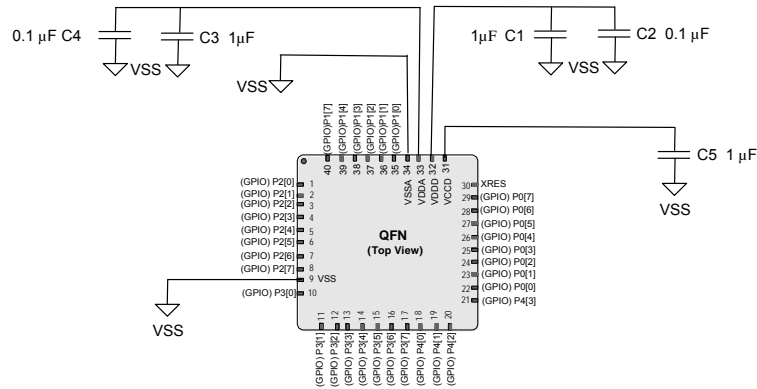 0.1 µF C4
C3 1µF
1µF C1
C2 0.1 µF
VSS
VSS
VSS
C5 1 µF
VSS
40 (GPIO)P1[7]
39 (GPIO)P1[4]
38 (GPIO)P1[3]
37 (GPIO)P1[2]
36 (GPIO)P1[1]
35 (GPIO)P1[0]
34 VSSA
33 VDDA
32 VDDD
31 VCCD
(GPIO) P2[0] 1
(GPIO) P2[1] 2
(GPIO) P2[2] 3
(GPIO) P2[3] 4
(GPIO) P2[4] 5
(GPIO) P2[5] 6
(GPIO) P2[6] 7
(GPIO) P2[7] 8
9 VSS
(GPIO) P3[0] 10
VSS
QFN
(Top View)
30 XRES
29 (GPIO) P0[7]
28 (GPIO) P0[6]
27 (GPIO) P0[5]
26 (GPIO) P0[4]
25 (GPIO) P0[3]
24 (GPIO) P0[2]
23 (GPIO) P0[1]
22 (GPIO) P0[0]
21 (GPIO) P4[3]
11 (GPIO) P3[1]
12 (GPIO) P3[2]
13 (GPIO) P3[3]
14 (GPIO) P3[4]
15 (GPIO) P3[5]
16 (GPIO) P3[6]
17 (GPIO) P3[7]
18 (GPIO) P4[0]
19 (GPIO) P4[1]
20 (GPIO) P4[2]